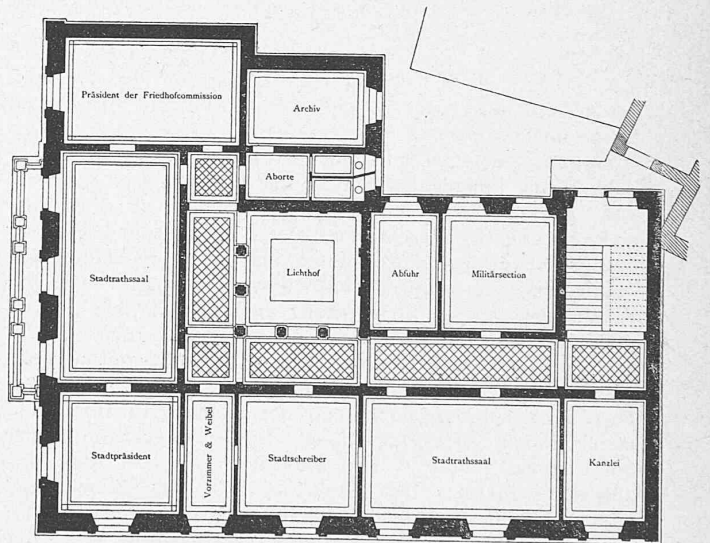 Präsident der Friedhofcommission
Archiv
Aborte
Stadtrathssaal
Lichthof
Abfuhr
Militärsection
Stadtpräsident
Vorzimmer & Weibel
Stadtschreiber
Stadtrathssaal
Kanzlei